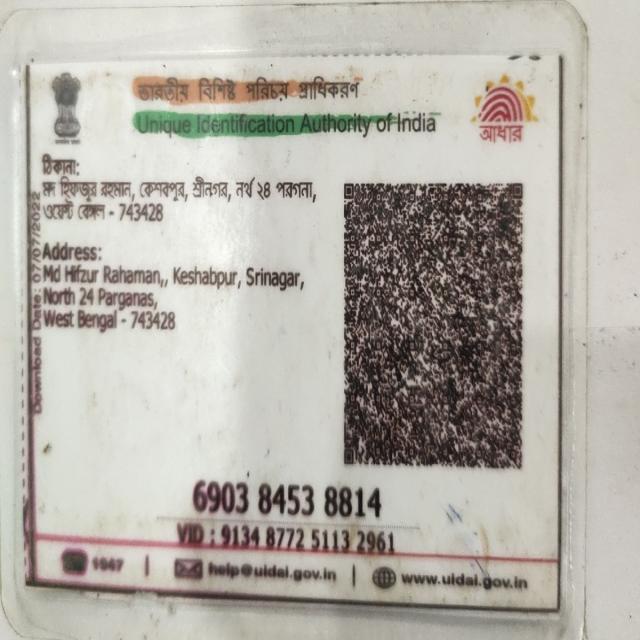 ভারতীয় বিশিষ্ট পরিচয় প্রাধিকরণ
Unique Identification Authority of India
আধার
ঠিকানা:
মদ হিফজুর রহমান, কেশবপুর, শ্রীনগর, নর্থ ২৪ পরগনা,
ওয়েস্ট বেঙ্গল - 743428
Address:
Md Hifzur Rahaman,, Keshabpur, Srinagar,
North 24 Parganas,
West Bengal - 743428
Download Date: 07/07/2022
6903 8453 8814
VID : 9134 8772 5113 2961
1947 | help@uidai.gov.in | www.uidai.gov.in